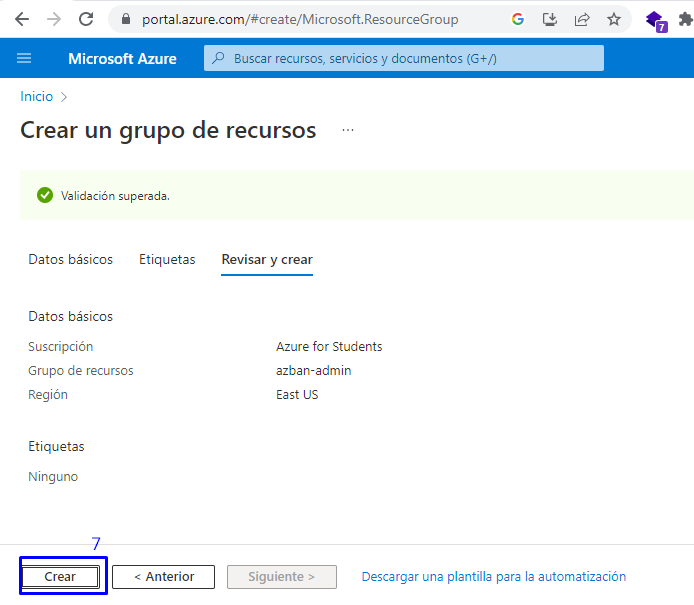 portal.azure.com/#create/Microsoft.ResourceGroup
7
Microsoft Azure
Buscar recursos, servicios y documentos (G+/)
Inicio >
Crear un grupo de recursos ...
Validación superada.
Datos básicos Etiquetas Revisar y crear
Datos básicos
Suscripción Azure for Students
Grupo de recursos azban-admin
Región East US
Etiquetas
Ninguno
7
Crear < Anterior Siguiente > Descargar una plantilla para la automatización